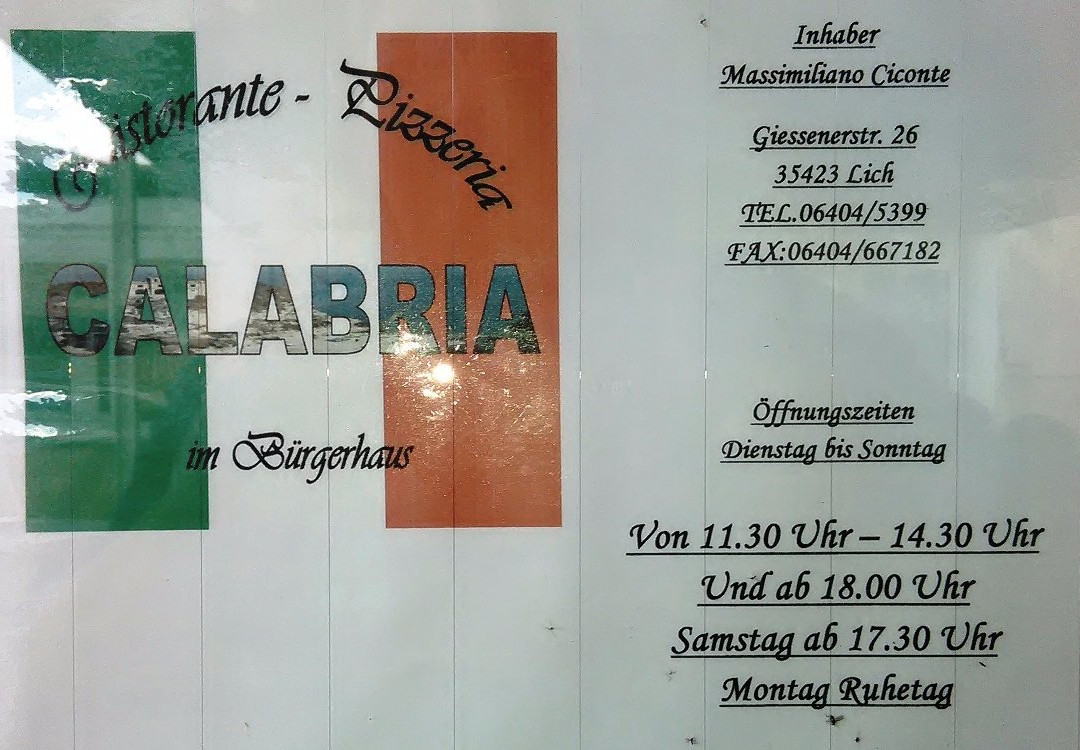 Ristorante - Pizzeria
CALABRIA
im Bürgerhaus
Inhaber
Massimiliano Ciconte
Giessenerstr. 26
35423 Lich
TEL.06404/5399
FAX:06404/667182
Öffnungszeiten
Dienstag bis Sonntag
Von 11.30 Uhr – 14.30 Uhr
Und ab 18.00 Uhr
Samstag ab 17.30 Uhr
Montag Ruhetag